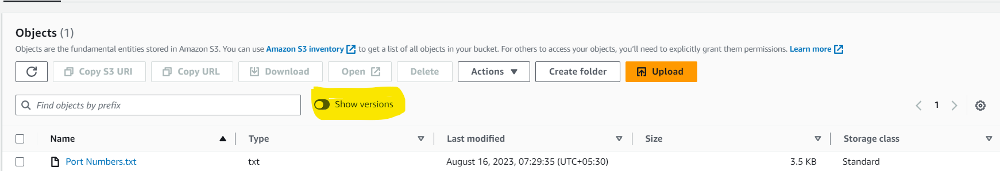 Objects (1)
Objects are the fundamental entities stored in Amazon S3. You can use Amazon S3 inventory to get a list of all objects in your bucket. For others to access your objects, you'll need to explicitly grant them permissions. Learn more
Copy S3 URI Copy URL Download Open Delete Actions Create folder Upload
Find objects by prefix Show versions 1
Name Type Last modified Size Storage class
Port Numbers.txt txt August 16, 2023, 07:29:35 (UTC+05:30) 3.5 KB Standard